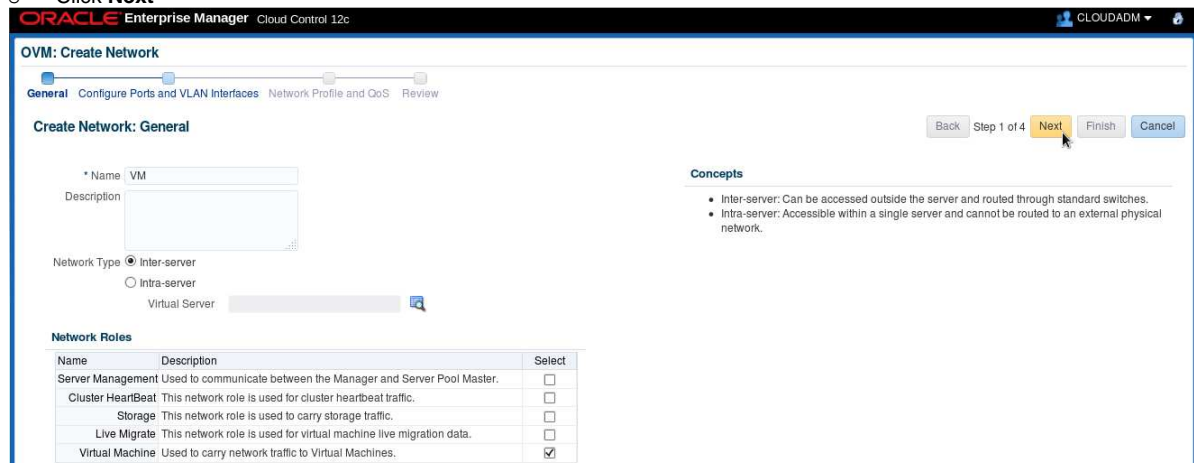 Click Next
ORACLE Enterprise Manager Cloud Control 12c
CLOUDADM
OVM: Create Network
General Configure Ports and VLAN Interfaces Network Profile and QoS Review
Create Network: General
Back Step 1 of 4 Next Finish Cancel
* Name VM
Description
Network Type Inter-server
Intra-server
Virtual Server
Concepts
• Inter-server: Can be accessed outside the server and routed through standard switches.
• Intra-server: Accessible within a single server and cannot be routed to an external physical
network.
Network Roles
Name Description Select
Server Management Used to communicate between the Manager and Server Pool Master.
Cluster HeartBeat This network role is used for cluster heartbeat traffic.
Storage This network role is used to carry storage traffic.
Live Migrate This network role is used for virtual machine live migration data.
Virtual Machine Used to carry network traffic to Virtual Machines.